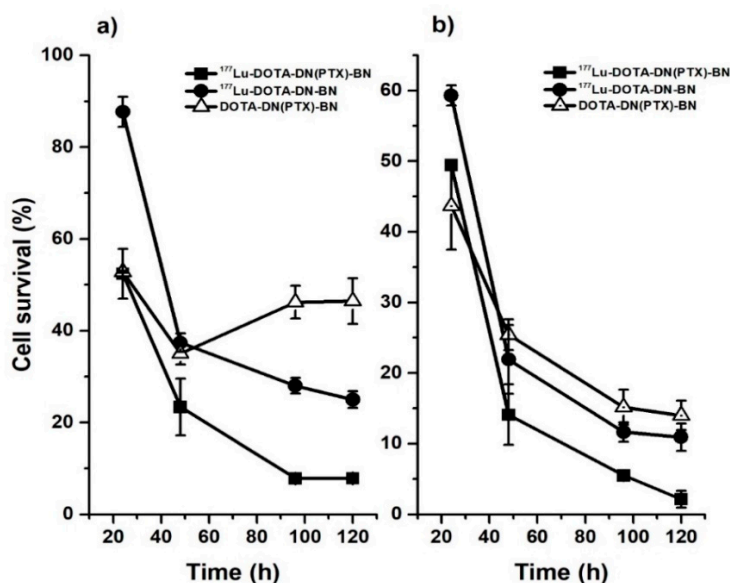 a)
100
80
60
40
20
0
Cell survival (%)
¹⁷⁷Lu-DOTA-DN(PTX)-BN
¹⁷⁷Lu-DOTA-DN-BN
DOTA-DN(PTX)-BN
20 40 60 80 100 120
Time (h)
b)
60
50
40
30
20
10
0
¹⁷⁷Lu-DOTA-DN(PTX)-BN
¹⁷⁷Lu-DOTA-DN-BN
DOTA-DN(PTX)-BN
20 40 60 80 100 120
Time (h)